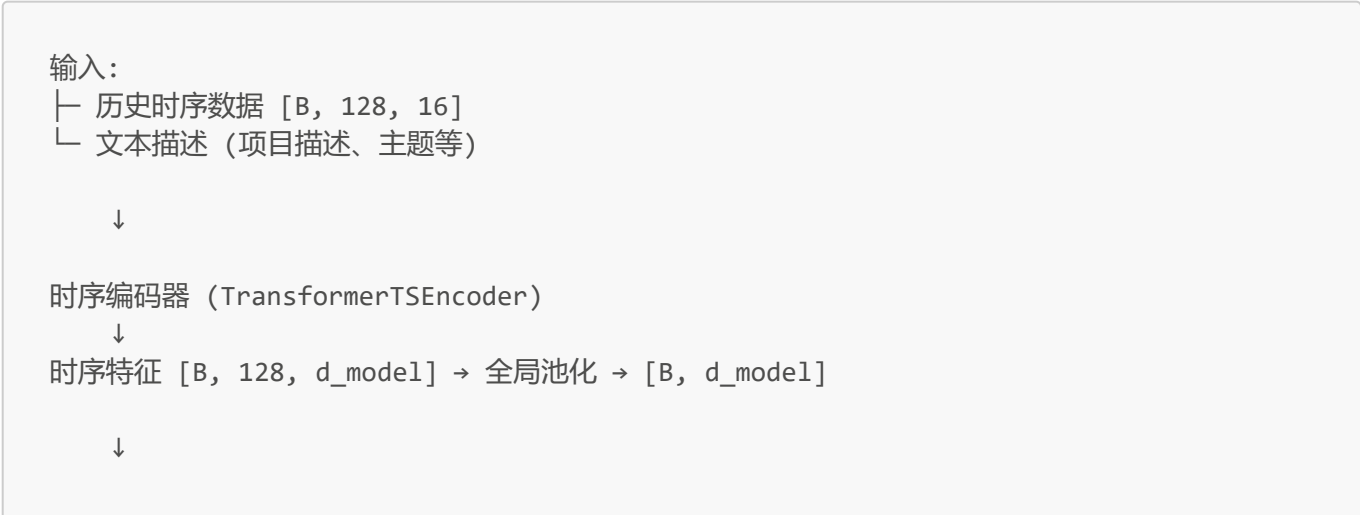 输入:
├─ 历史时序数据 [B, 128, 16]
└─ 文本描述 (项目描述、主题等)
↓
时序编码器 (TransformerTSEncoder)
↓
时序特征 [B, 128, d_model] → 全局池化 → [B, d_model]
↓